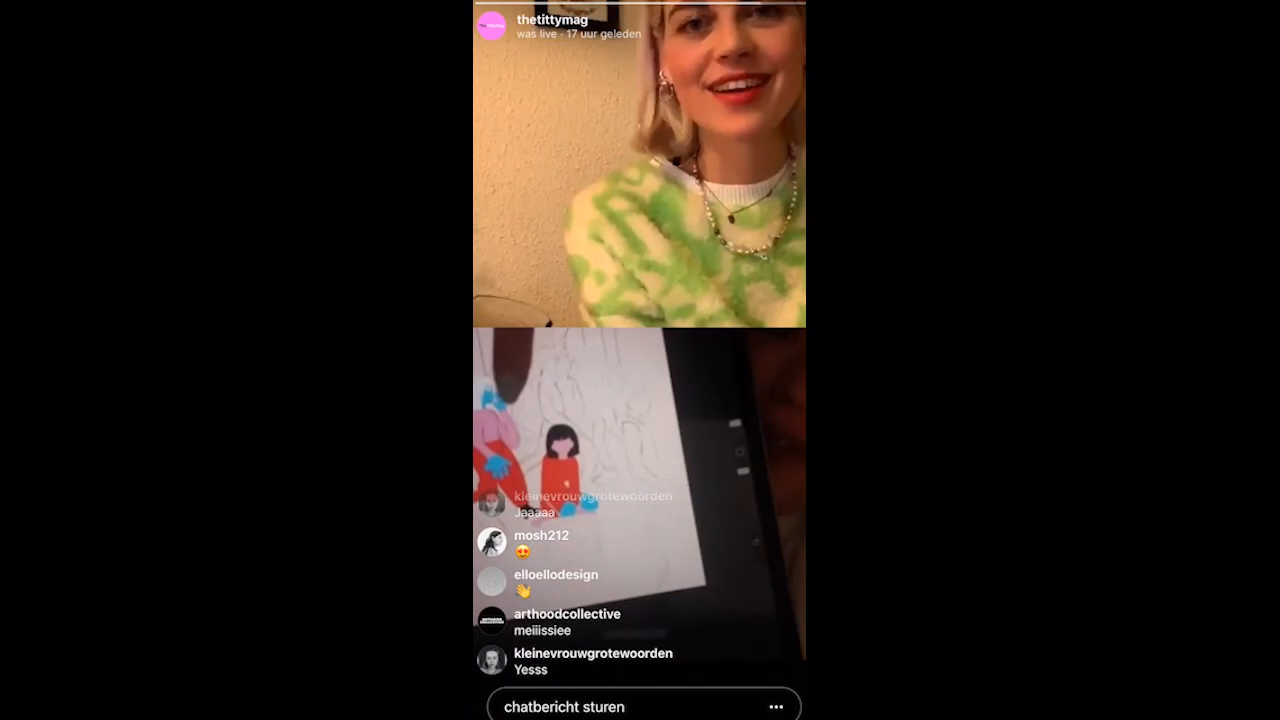 thetittymag
was live · 17 uur geleden
kleinevrouwgrotewoorden
Jaaaaa
mosh212
😍
elloellodesign
👋
arthoodcollective
meiiissiee
kleinevrouwgrotewoorden
Yesss
chatbericht sturen